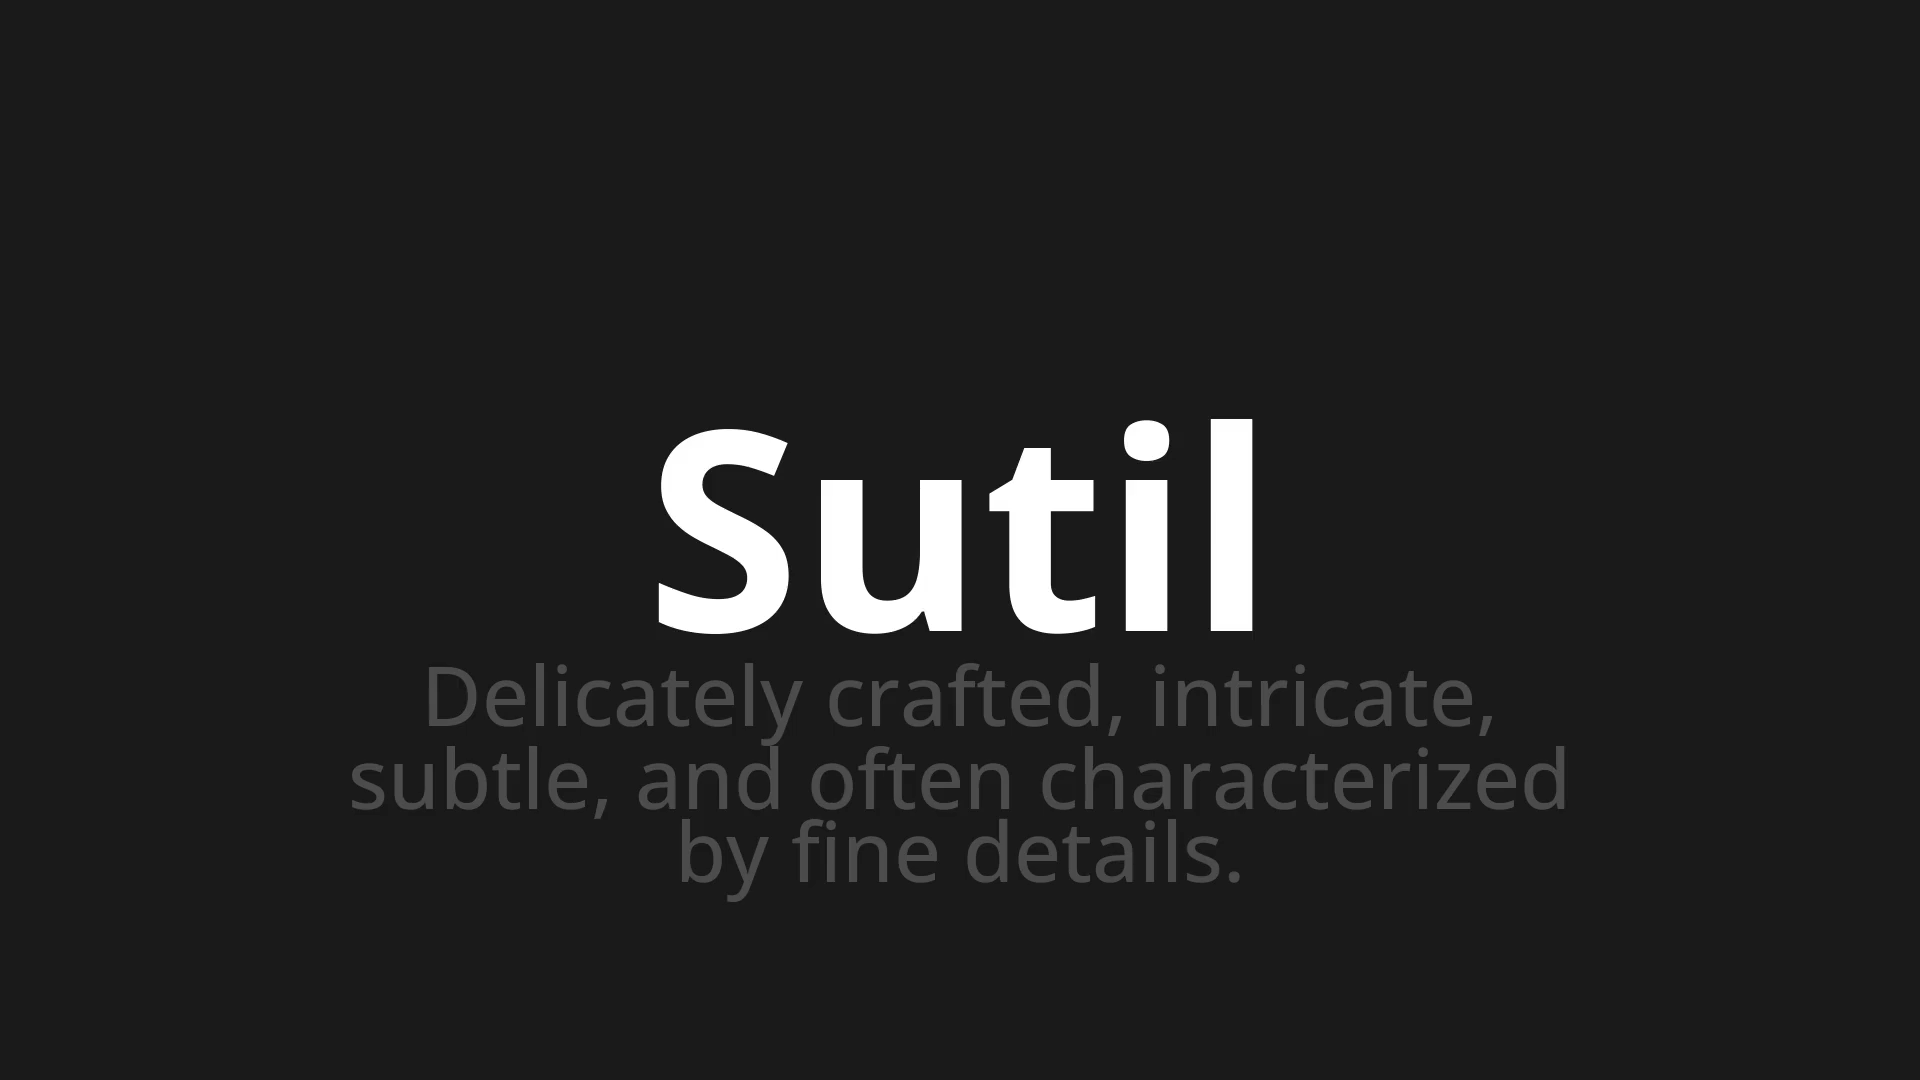 Sutil
Delicately crafted, intricate,
subtle, and often characterized
by fine details.